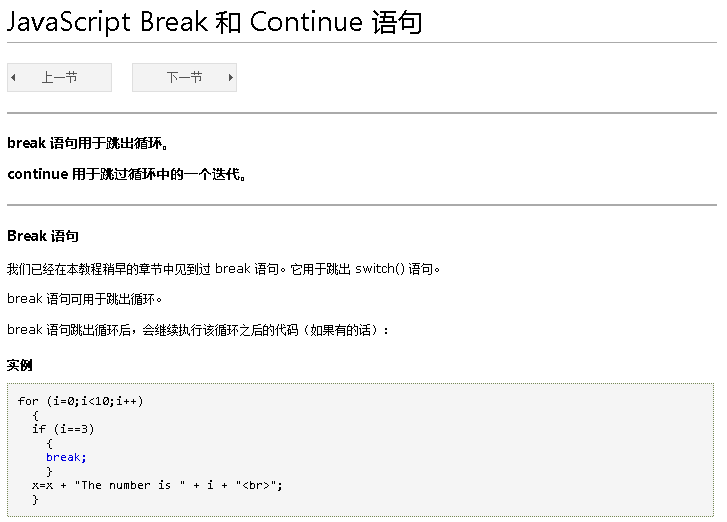 JavaScript Break 和 Continue 语句
上一节 下一节
break 语句用于跳出循环。
continue 用于跳过循环中的一个迭代。
Break 语句
我们已经在本教程稍早的章节中见到过 break 语句。它用于跳出 switch() 语句。
break 语句可用于跳出循环。
break 语句跳出循环后，会继续执行该循环之后的代码（如果有的话）：
实例
for (i=0;i<10;i++)
  {
  if (i==3)
    {
    break;
    }
  x=x + "The number is " + i + "<br>";
  }